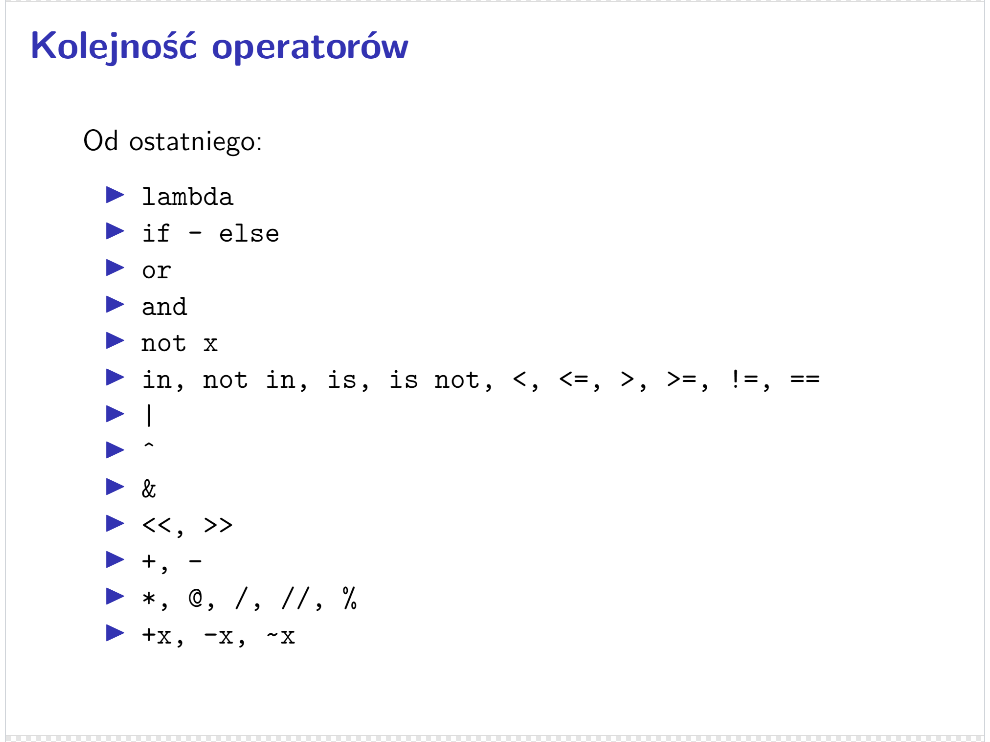 Kolejność operatorów
Od ostatniego:
▶ lambda
▶ if - else
▶ or
▶ and
▶ not x
▶ in, not in, is, is not, <, <=, >, >=, !=, ==
▶ |
▶ ^
▶ &
▶ <<, >>
▶ +, -
▶ *, @, /, //, %
▶ +x, -x, ~x